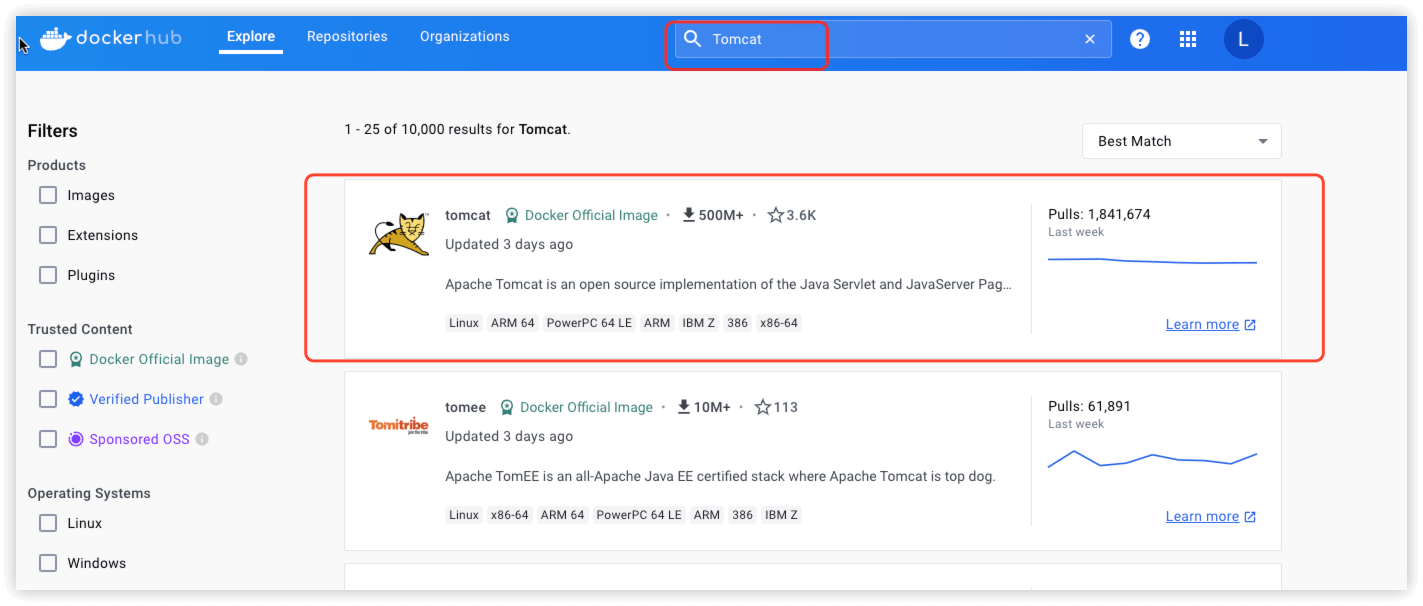 dockerhub Explore Repositories Organizations Tomcat L
Filters
1 - 25 of 10,000 results for Tomcat.
Best Match
Products
Images
Extensions
Plugins
Trusted Content
Docker Official Image
Verified Publisher
Sponsored OSS
Operating Systems
Linux
Windows
tomcat Docker Official Image · 500M+ · 3.6K
Updated 3 days ago
Apache Tomcat is an open source implementation of the Java Servlet and JavaServer Pag...
Linux ARM 64 PowerPC 64 LE ARM IBM Z 386 x86-64
Pulls: 1,841,674
Last week
Learn more
Tomitribe
tomee Docker Official Image · 10M+ · 113
Updated 3 days ago
Apache TomEE is an all-Apache Java EE certified stack where Apache Tomcat is top dog.
Linux x86-64 ARM 64 PowerPC 64 LE ARM 386 IBM Z
Pulls: 61,891
Last week
Learn more